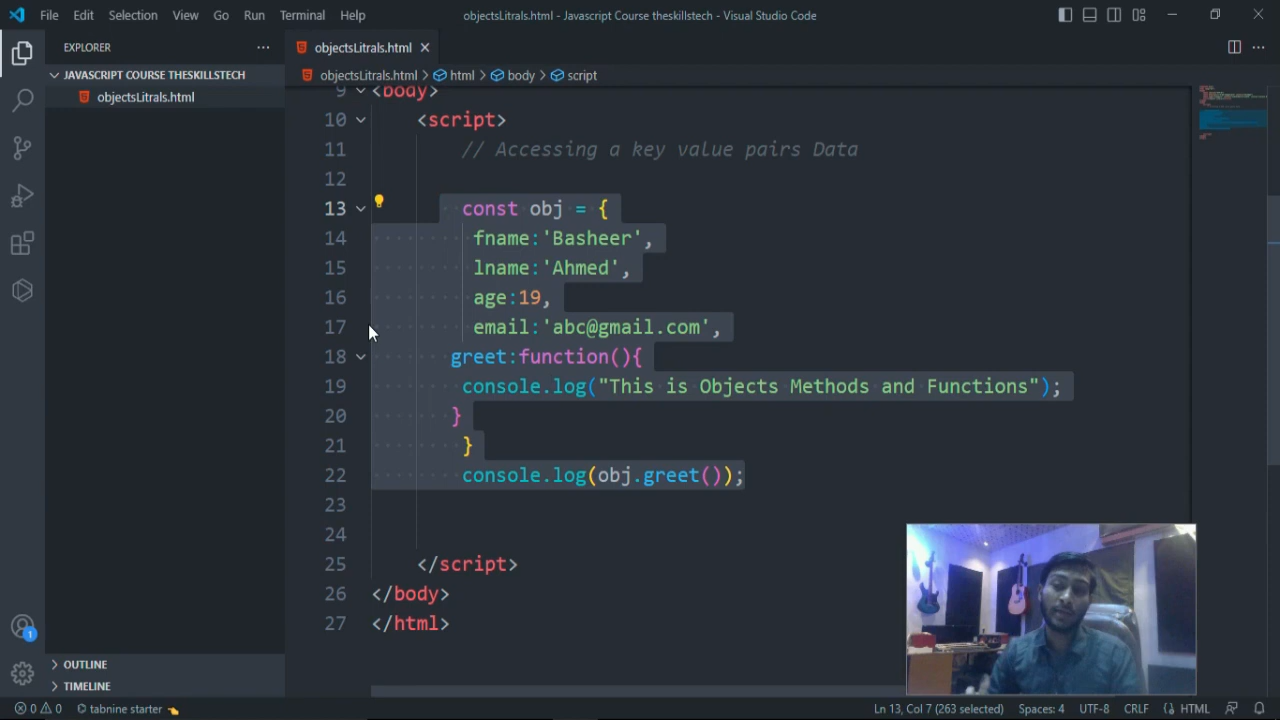 File Edit Selection View Go Run Terminal Help objectsLitrals.html - Javascript Course theskillstech - Visual Studio Code
EXPLORER
objectsLitrals.html
JAVASCRIPT COURSE THESKILLSTECH
objectsLitrals.html
objectsLitrals.html html body script
9 <body>
10 <script>
11 // Accessing a key value pairs Data
12
13 const obj = {
14 fname:'Basheer',
15 lname:'Ahmed',
16 age:19,
17 email:'abc@gmail.com',
18 greet:function(){
19 console.log("This is Objects Methods and Functions");
20 }
21 }
22 console.log(obj.greet());
23
24
25 </script>
26 </body>
27 </html>
1
OUTLINE
TIMELINE
0 0 tabnine starter Ln 13, Col 7 (263 selected) Spaces: 4 UTF-8 CRLF HTML